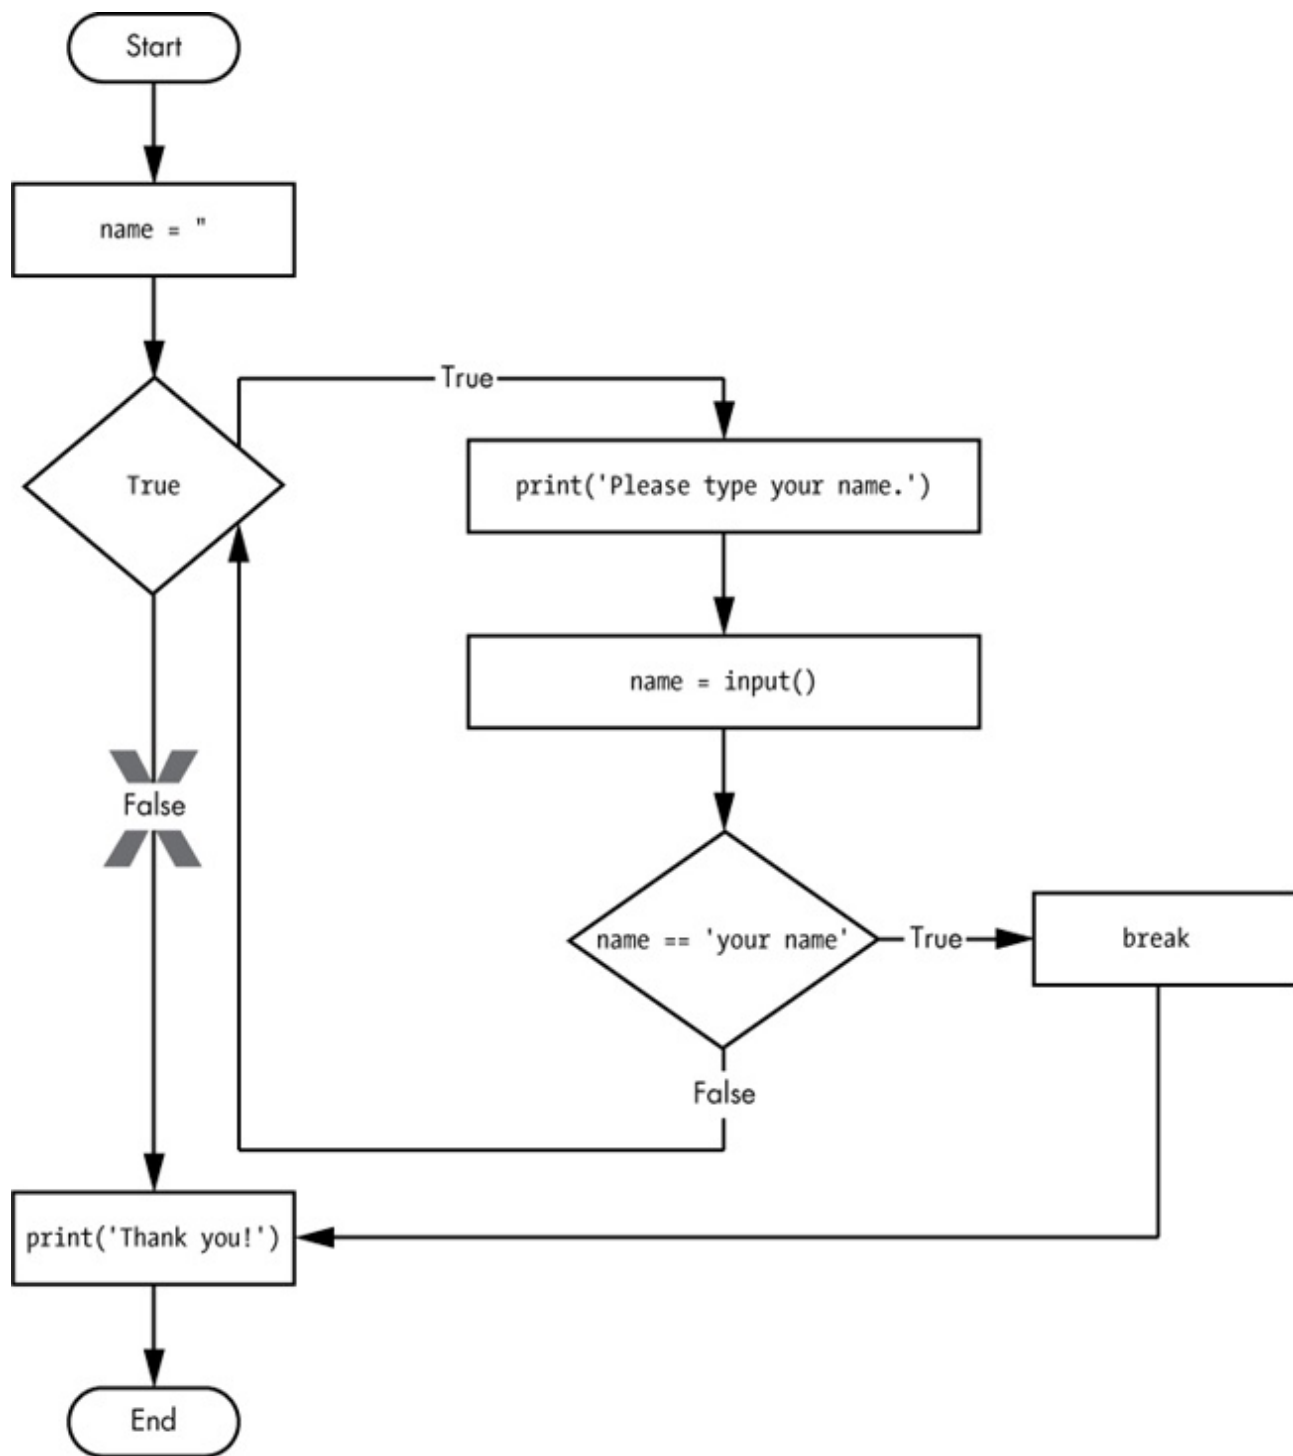 Start
name = "
True
True
print('Please type your name.')
name = input()
name == 'your name'
True
break
False
False
print('Thank you!')
End